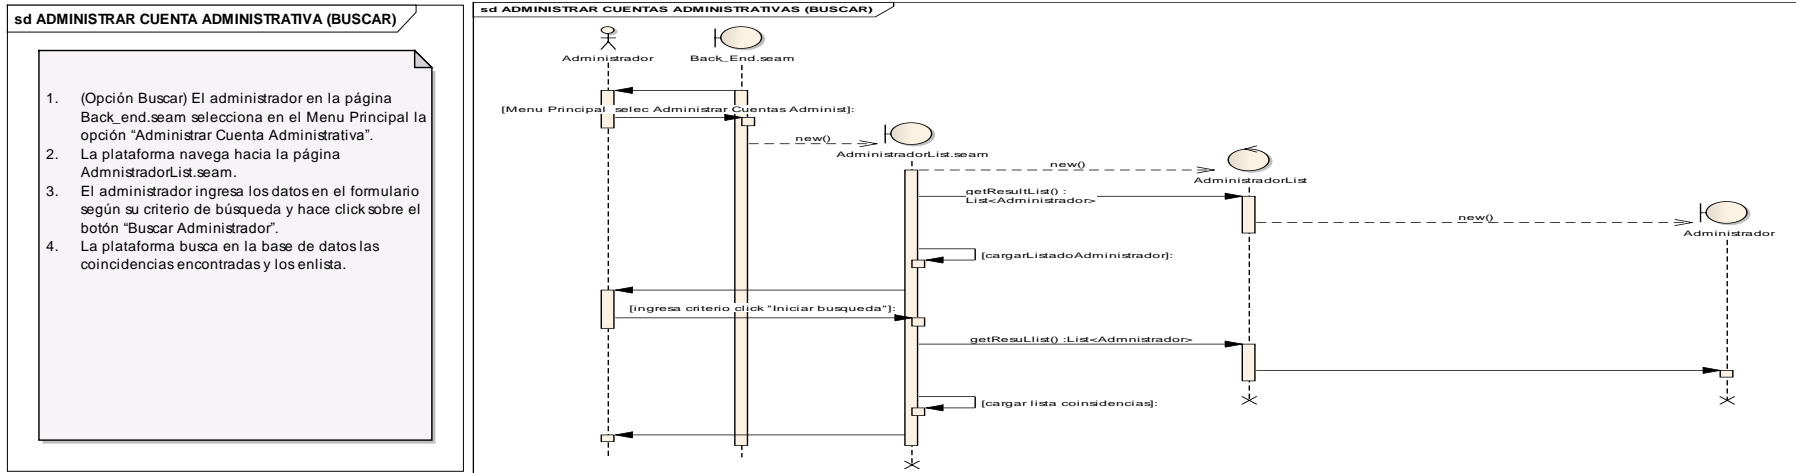 sd ADMINISTRAR CUENTA ADMINISTRATIVA (BUSCAR)
1. (Opción Buscar) El administrador en la página
Back_end.seam selecciona en el Menu Principal la
opción “Administrar Cuenta Administrativa”.
2. La plataforma navega hacia la página
AdmnistradorList.seam.
3. El administrador ingresa los datos en el formulario
según su criterio de búsqueda y hace click sobre el
botón “Buscar Administrador”.
4. La plataforma busca en la base de datos las
coincidencias encontradas y los enlista.
sd ADMINISTRAR CUENTAS ADMINISTRATIVAS (BUSCAR)
Administrador
Back_End.seam
[Menu Principal selec Administrar Cuentas Administ]:
new()
AdministradorList.seam
new()
AdministradorList
getResultList() :
List<Administrador>
new()
Administrador
[cargarListadoAdministrador]:
[ingresa criterio click "Iniciar busqueda"]:
getResuLlist() :List<Admnistrador>
[cargar lista coinsidencias]: